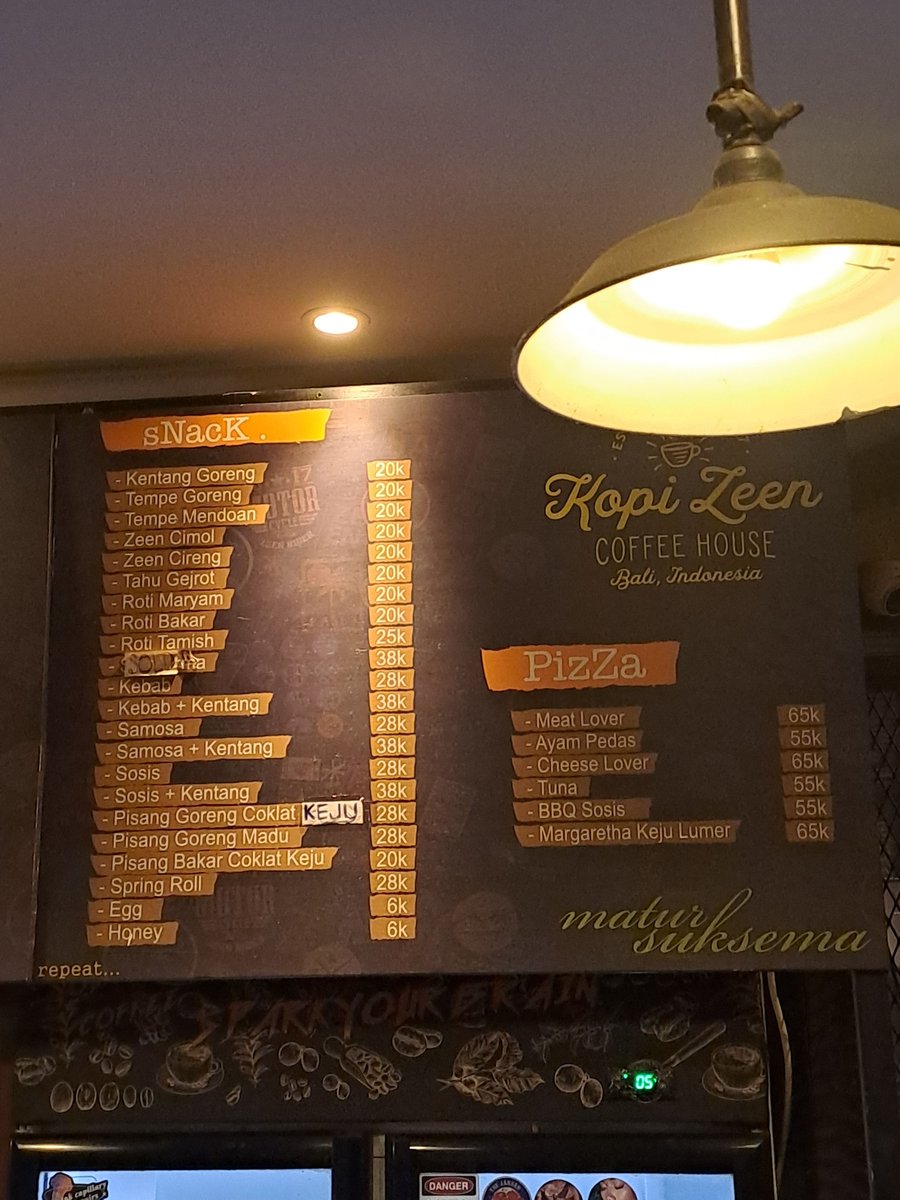 sNacK .
- Kentang Goreng 20k
- Tempe Goreng 20k
- Tempe Mendoan 20k
- Zeen Cimol 20k
- Zeen Cireng 20k
- Tahu Gejrot 20k
- Roti Maryam 20k
- Roti Bakar 20k
- Roti Tamish 25k
38k
- Kebab 28k
- Kebab + Kentang 38k
- Samosa 28k
- Samosa + Kentang 38k
- Sosis 28k
- Sosis + Kentang 38k
- Pisang Goreng Coklat KEJU 28k
- Pisang Goreng Madu 28k
- Pisang Bakar Coklat Keju 20k
- Spring Roll 28k
- Egg 6k
- Honey 6k
repeat...
Kopi Zeen
COFFEE HOUSE
Bali, Indonesia
PizZa
- Meat Lover 65k
- Ayam Pedas 55k
- Cheese Lover 65k
- Tuna 55k
- BBQ Sosis 55k
- Margaretha Keju Lumer 65k
matur
suksema
COFFEE
SPARK YOUR BRAIN
05
DANGER